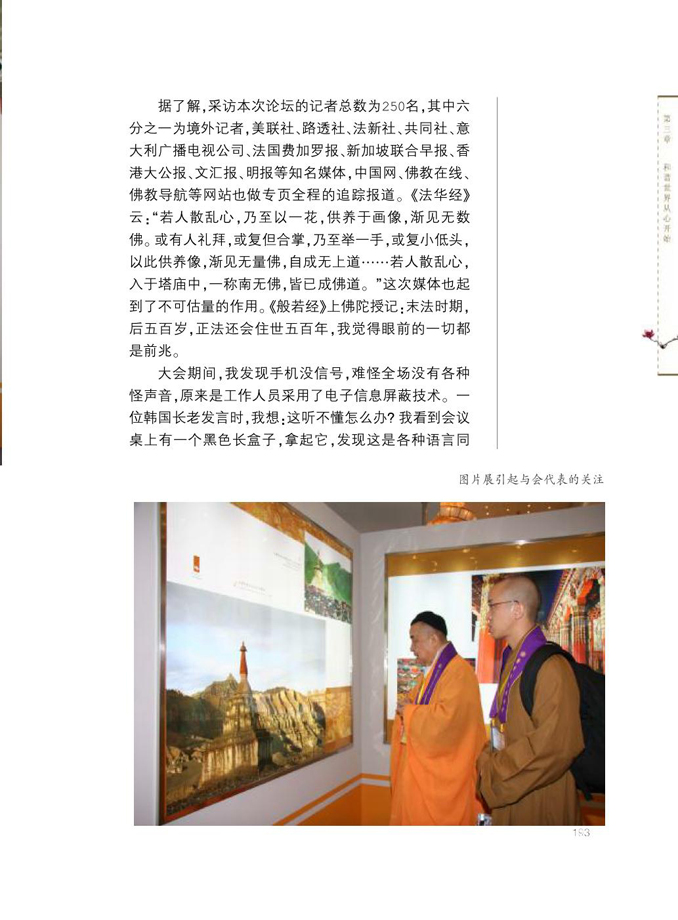 据了解,采访本次论坛的记者总数为250名,其中六
分之一为境外记者,美联社、路透社、法新社、共同社、意
大利广播电视公司、法国费加罗报、新加坡联合早报、香
港大公报、文汇报、明报等知名媒体,中国网、佛教在线、
佛教导航等网站也做专页全程的追踪报道。《法华经》
云:“若人散乱心,乃至以一花,供养于画像,渐见无数
佛。或有人礼拜,或复但合掌,乃至举一手,或复小低头,
以此供养像,渐见无量佛,自成无上道……若人散乱心,
入于塔庙中,一称南无佛,皆已成佛道。”这次媒体也起
到了不可估量的作用。《般若经》上佛陀授记:末法时期,
后五百岁,正法还会住世五百年,我觉得眼前的一切都
是前兆。
大会期间,我发现手机没信号,难怪全场没有各种
怪声音,原来是工作人员采用了电子信息屏蔽技术。一
位韩国长老发言时,我想:这听不懂怎么办?我看到会议
桌上有一个黑色长盒子,拿起它,发现这是各种语言同
第三章 和谐世界从心开始
图片展引起与会代表的关注
193